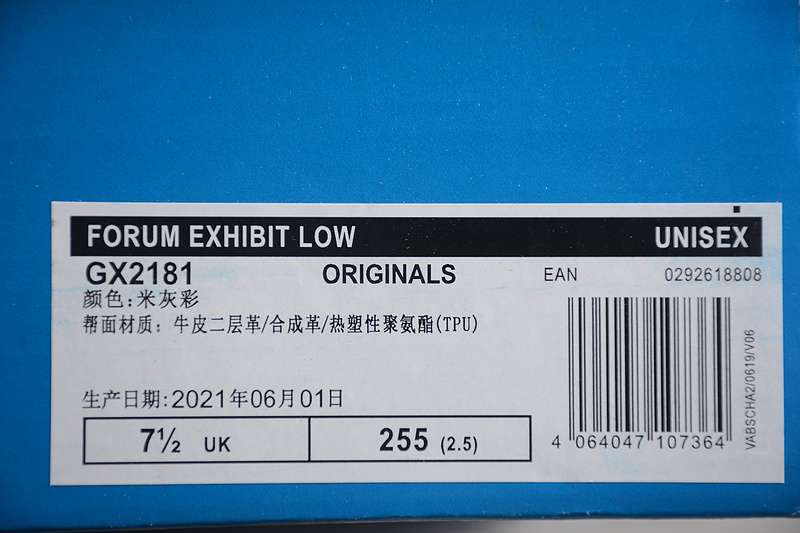 FORUM EXHIBIT LOW UNISEX
GX2181 ORIGINALS EAN 0292618808
颜色:米灰彩
帮面材质: 牛皮二层革/合成革/热塑性聚氨酯(TPU)
生产日期:2021年06月01日
7½ UK 255 (2.5)
4 064047 107364
VABSCHA2/0619/V06